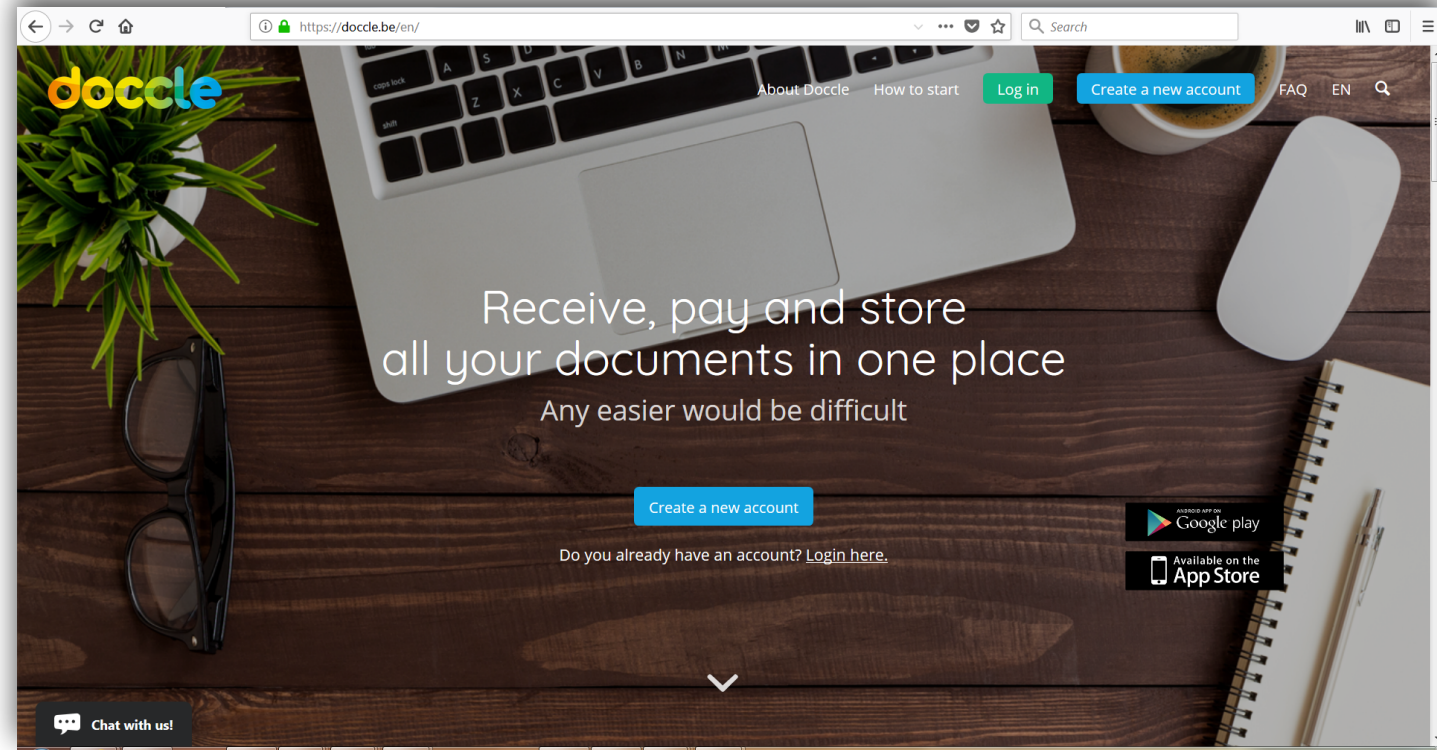 https://doccle.be/en/
Search
doccle
About Doccle
How to start
Log in
Create a new account
FAQ
EN
caps lock
A
S
D
Z
X
C
V
B
N
M
shift
Receive, pay and store
all your documents in one place
Any easier would be difficult
Create a new account
Do you already have an account? Login here.
ANDROID APP ON
Google play
Available on the
App Store
Chat with us!